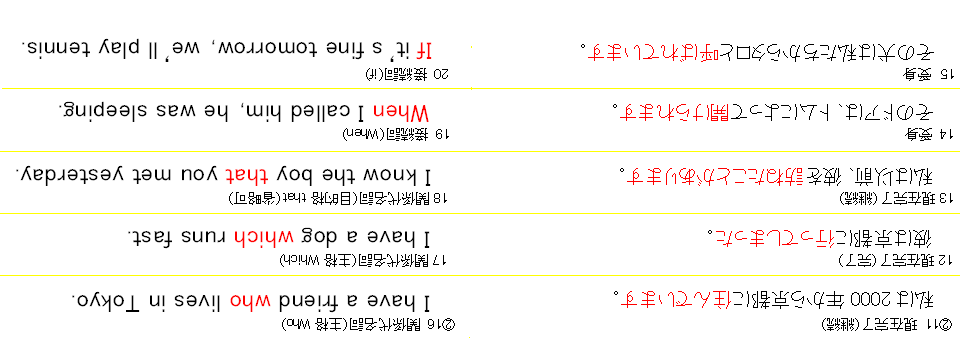 ②11 現在完了(継続)
私は 2000 年から京都に住んでいます。
12 現在完了(完了)
彼は京都に行ってしまった。
13 現在完了(継続)
私は以前、彼を訪ねたことがあります。
14 受身
そのドアは、トムによって開けられます。
15 受身
その犬は私たちからタロと呼ばれています。
②16 関係代名詞(主格 who)
I have a friend who lives in Tokyo.
17 関係代名詞(主格 which)
I have a dog which runs fast.
18 関係代名詞(目的格 that (省略可)
I know the boy that you met yesterday.
19 接続詞(When)
When I called him, he was sleeping.
20 接続詞(if)
If it's fine tomorrow, we'll play tennis.